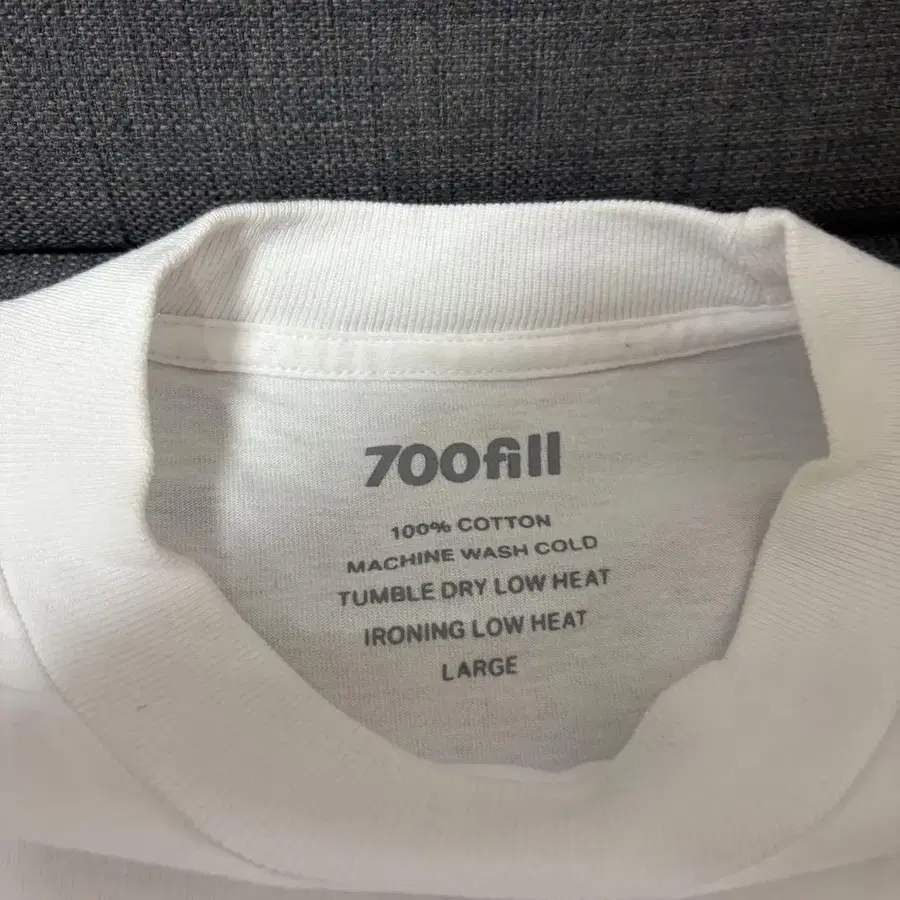 700fill
100% COTTON
MACHINE WASH COLD
TUMBLE DRY LOW HEAT
IRONING LOW HEAT
LARGE